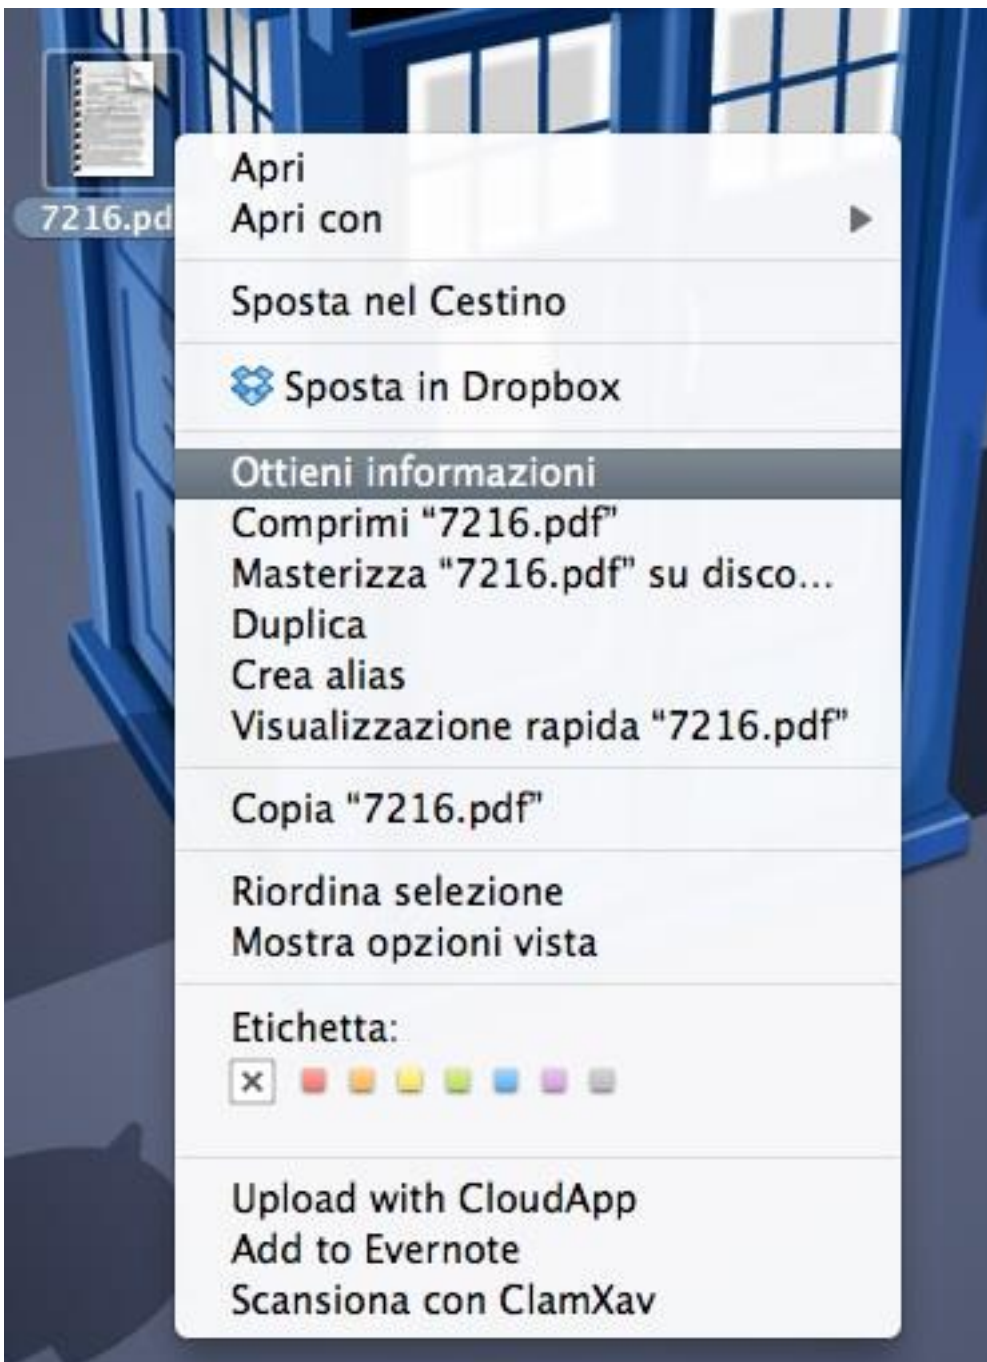 7216.pd
Apri
Apri con
Sposta nel Cestino
Sposta in Dropbox
Ottieni informazioni
Comprimi “7216.pdf”
Masterizza “7216.pdf” su disco...
Duplica
Crea alias
Visualizzazione rapida “7216.pdf”
Copia “7216.pdf”
Riordina selezione
Mostra opzioni vista
Etichetta:
Upload with CloudApp
Add to Evernote
Scansiona con ClamXav